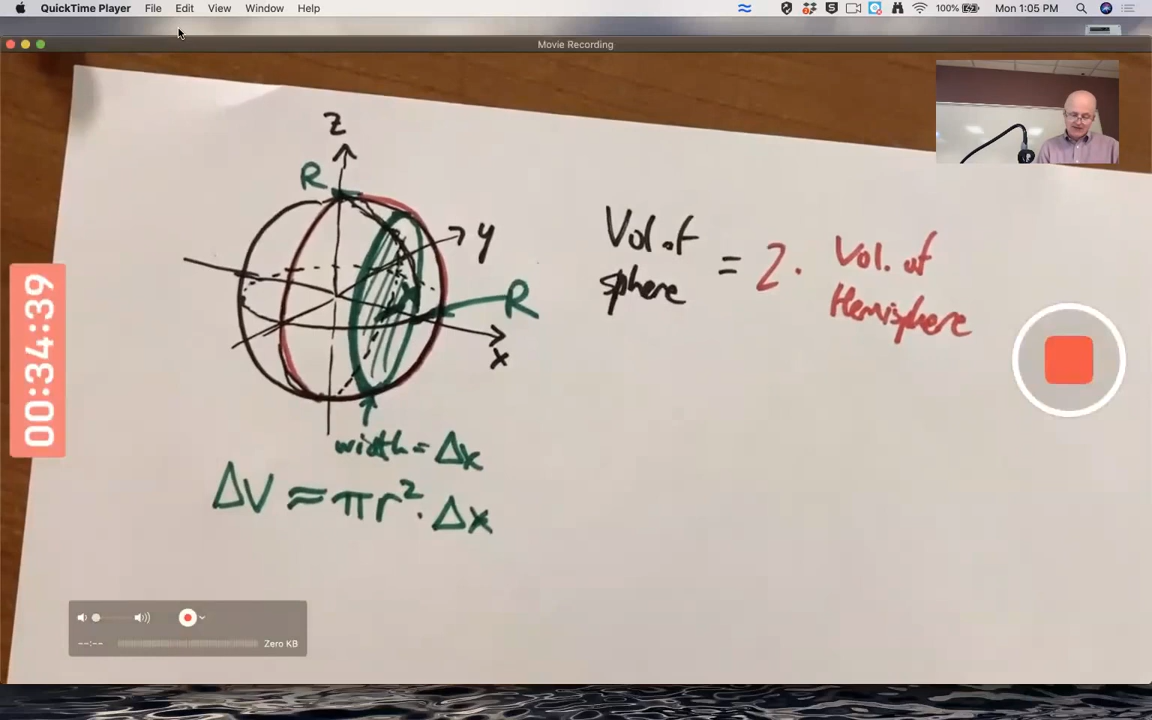 QuickTime Player File Edit View Window Help 100% Mon 1:05 PM
Movie Recording
z
R
y
R
x
Vol. of
sphere
= 2 ·
Vol. of
Hemisphere
width = Δx
ΔV ≈ πr²· Δx
00:34:39
--:-- Zero KB